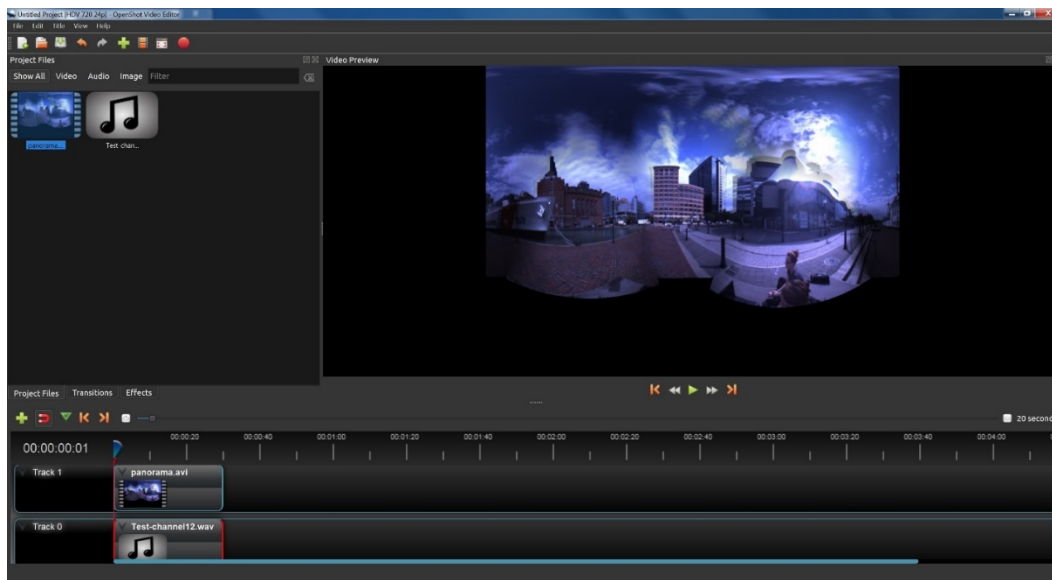 Untitled Project [HDV 720 24p] - OpenShot Video Editor
File Edit Title View Help
Project Files
Video Preview
Show All Video Audio Image Filter
panorama...
Test chan...
Project Files Transitions Effects
20 second
00:00:00:01
00:00:20 00:00:40 00:01:00 00:01:20 00:01:40 00:02:00 00:02:20 00:02:40 00:03:00 00:03:20 00:03:40 00:04:00
Track 1
panorama.avi
Track 0
Test-channel12.wav